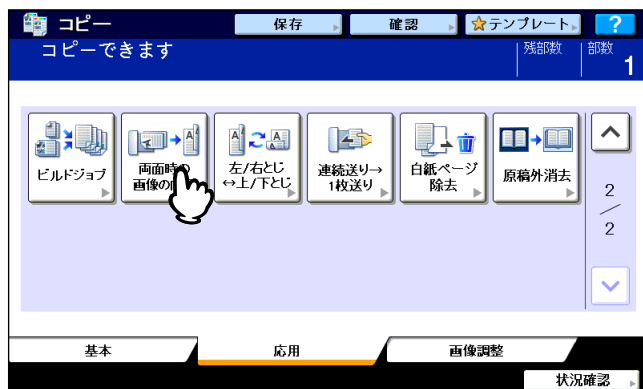 コピー
保存
確認
テンプレート
?
コピーできます
残部数
部数
1
ビルドジョブ
両面時の
画像の
左/右とじ
↔上/下とじ
連続送り→
1枚送り
白紙ページ
除去
原稿外消去
2
/
2
基本
応用
画像調整
状況確認